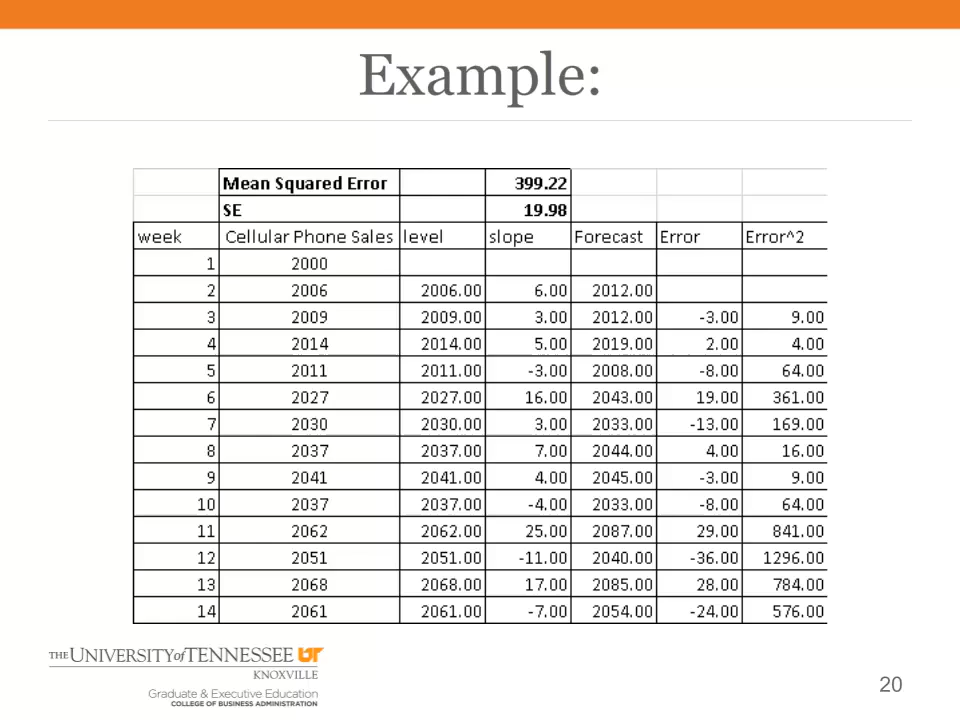 Example:
Mean Squared Error 399.22
SE 19.98
week Cellular Phone Sales level slope Forecast Error Error^2
1 2000
2 2006 2006.00 6.00 2012.00
3 2009 2009.00 3.00 2012.00 -3.00 9.00
4 2014 2014.00 5.00 2019.00 2.00 4.00
5 2011 2011.00 -3.00 2008.00 -8.00 64.00
6 2027 2027.00 16.00 2043.00 19.00 361.00
7 2030 2030.00 3.00 2033.00 -13.00 169.00
8 2037 2037.00 7.00 2044.00 4.00 16.00
9 2041 2041.00 4.00 2045.00 -3.00 9.00
10 2037 2037.00 -4.00 2033.00 -8.00 64.00
11 2062 2062.00 25.00 2087.00 29.00 841.00
12 2051 2051.00 -11.00 2040.00 -36.00 1296.00
13 2068 2068.00 17.00 2085.00 28.00 784.00
14 2061 2061.00 -7.00 2054.00 -24.00 576.00
THE UNIVERSITY of TENNESSEE UT
KNOXVILLE
Graduate & Executive Education
COLLEGE OF BUSINESS ADMINISTRATION
20